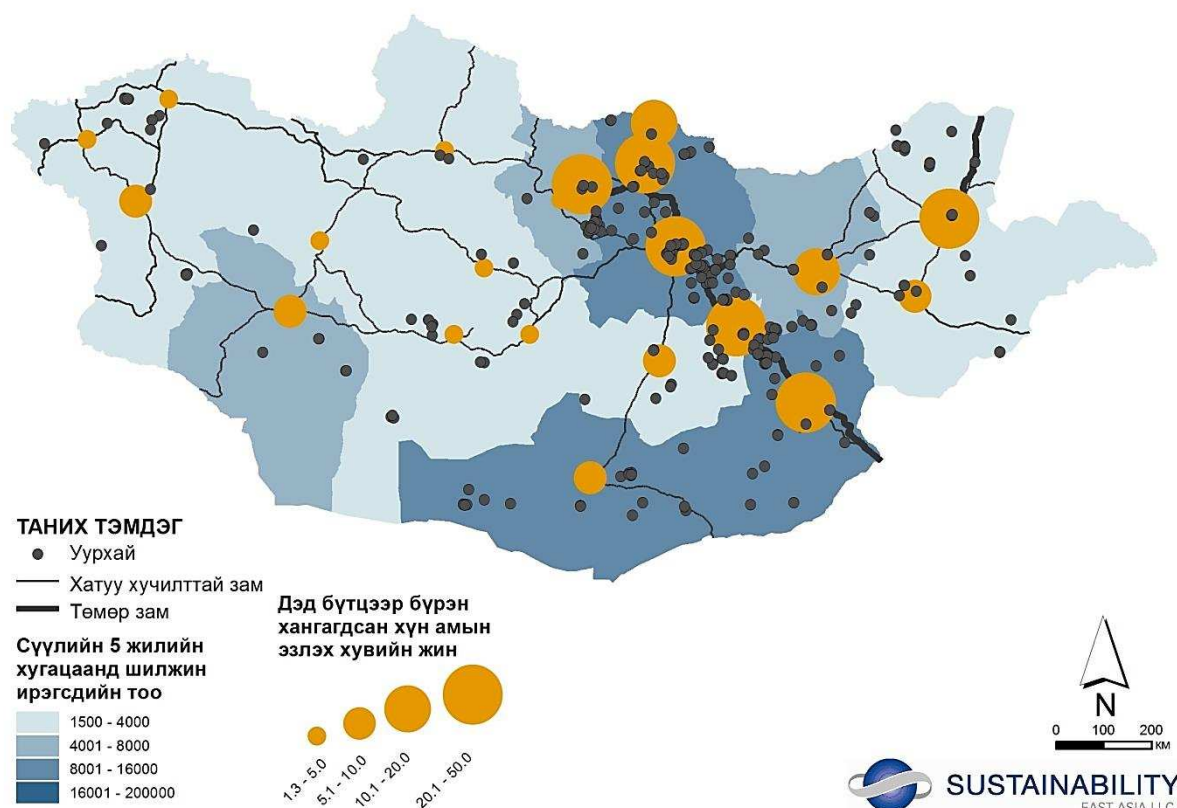 ТАНИХ ТЭМДЭГ
Уурхай
Хатуу хучилттай зам
Төмөр зам
Сүүлийн 5 жилийн
хугацаанд шилжин
ирэгсдийн тоо
1500 - 4000
4001 - 8000
8001 - 16000
16001 - 200000
Дэд бүтцээр бүрэн
хангагдсан хүн амын
эзлэх хувийн жин
1.3 - 5.0
5.1 - 10.0
10.1 - 20.0
20.1 - 50.0
N
0 100 200
км
SUSTAINABILITY
EAST ASIA LLC